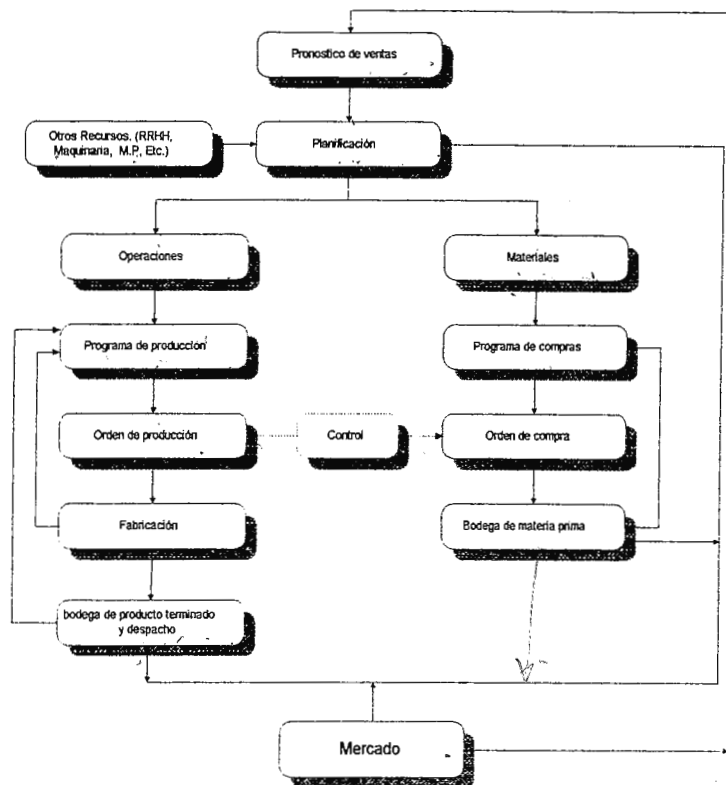 Pronostico de ventas
Otros Recursos. (RRHH,
Maquinaria, M.P, Etc.)
Planificación
Operaciones
Materiales
Programa de producción
Programa de compras
Orden de producción
Control
Orden de compra
Fabricación
Bodega de materia prima
bodega de producto terminado
y despacho
Mercado